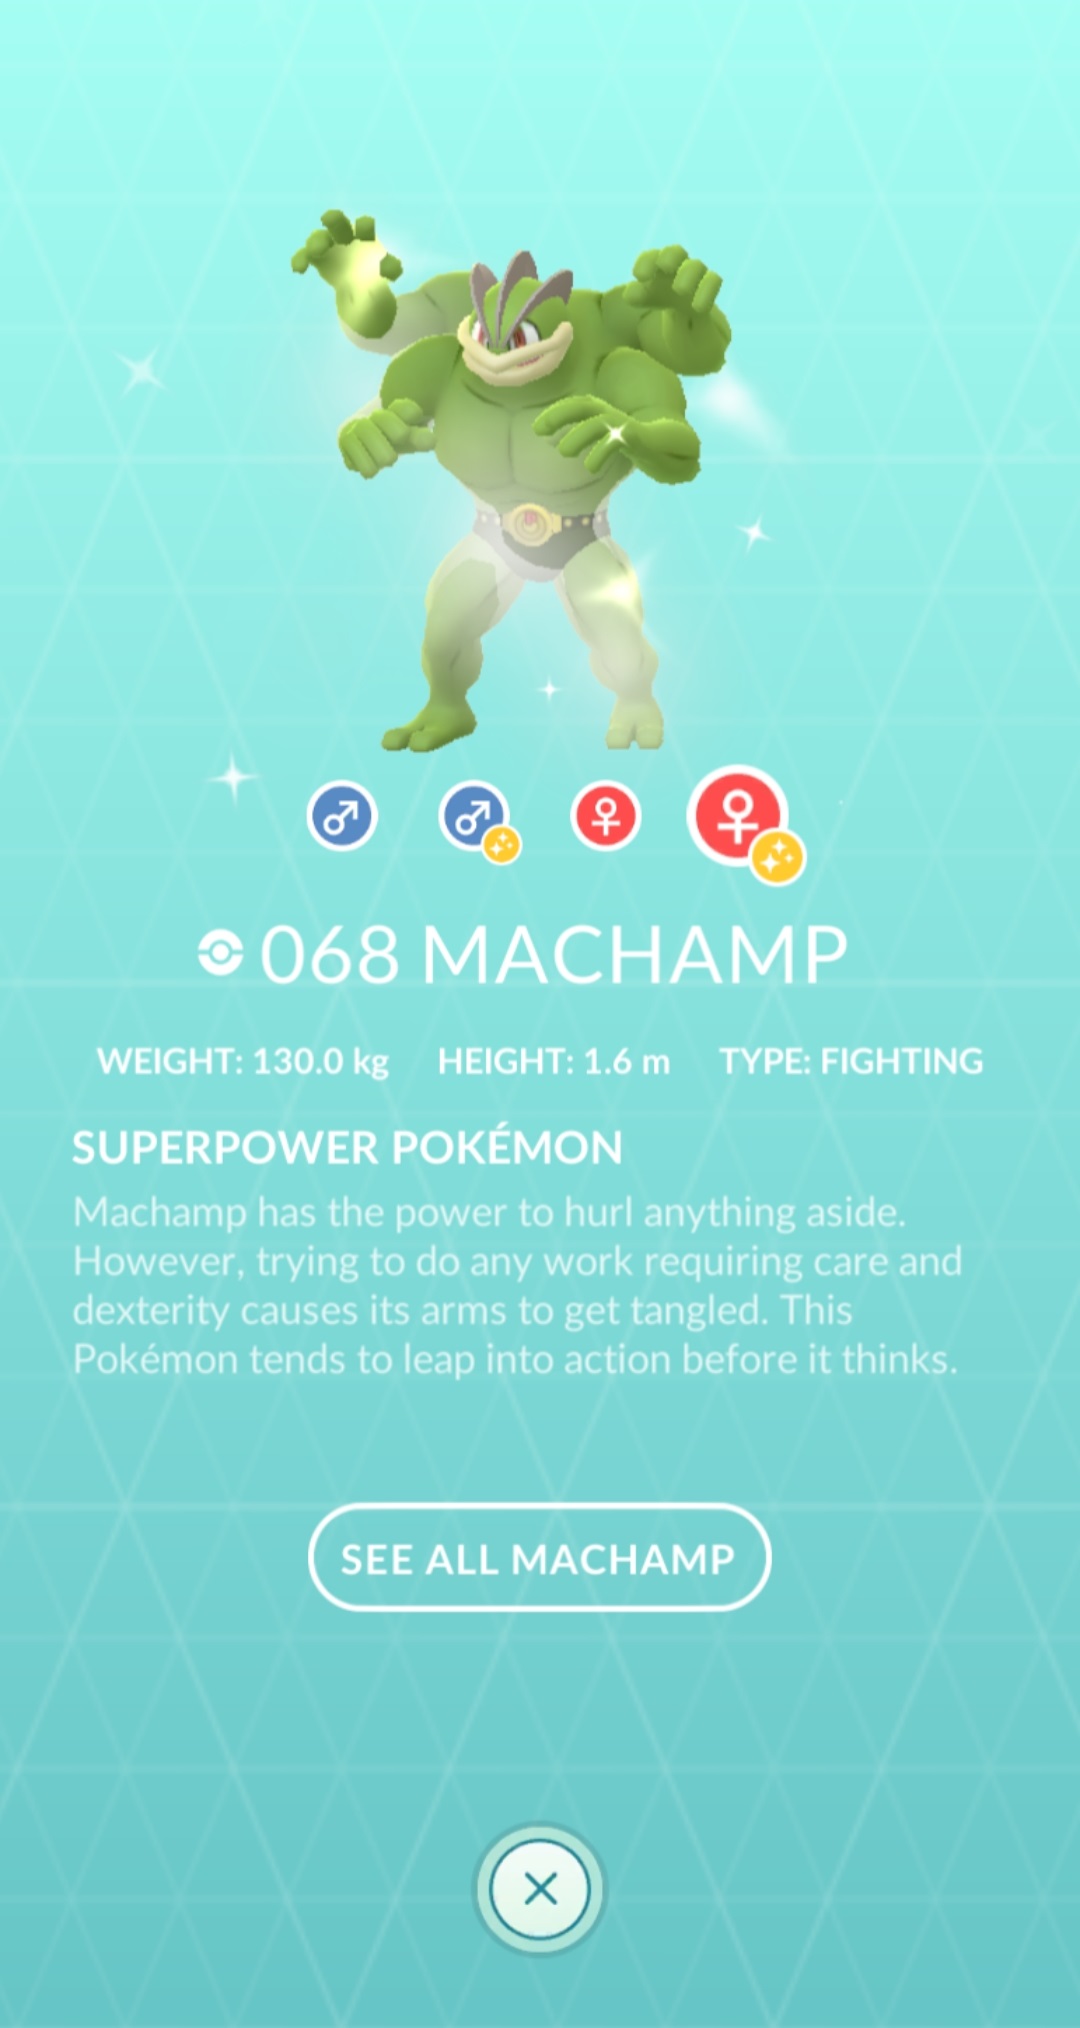 068 MACHAMP
WEIGHT: 130.0 kg HEIGHT: 1.6 m TYPE: FIGHTING
SUPERPOWER POKÉMON
Machamp has the power to hurl anything aside.
However, trying to do any work requiring care and
dexterity causes its arms to get tangled. This
Pokémon tends to leap into action before it thinks.
SEE ALL MACHAMP